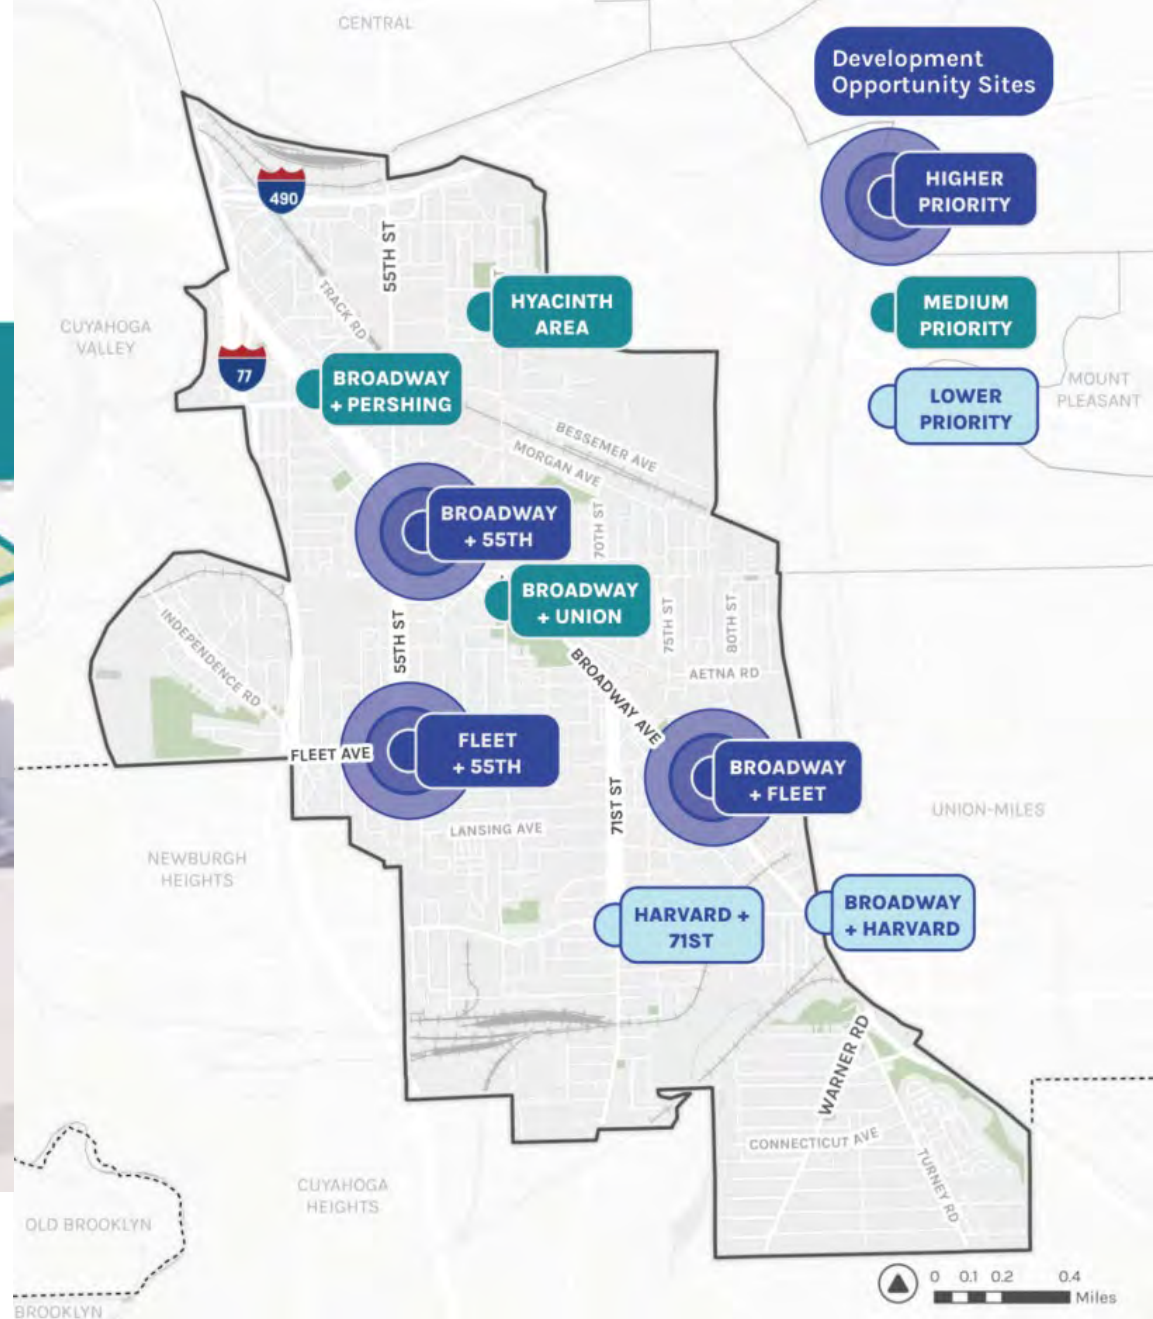 CENTRAL
Development
Opportunity Sites
HIGHER
PRIORITY
490
55TH ST
TRACK RD
HYACINTH
AREA
MEDIUM
PRIORITY
CUYAHOGA
VALLEY
77
BROADWAY
+ PERSHING
LOWER
PRIORITY
MOUNT
PLEASANT
BESSEMER AVE
MORGAN AVE
BROADWAY
+ 55TH
70TH ST
BROADWAY
+ UNION
75TH ST
80TH ST
55TH ST
INDEPENDENCE RD
BROADWAY AVE
AETNA RD
FLEET AVE
FLEET
+ 55TH
BROADWAY
+ FLEET
71ST ST
LANSING AVE
UNION-MILES
NEWBURGH
HEIGHTS
HARVARD +
71ST
BROADWAY
+ HARVARD
WARNER RD
CONNECTICUT AVE
TURNEY RD
CUYAHOGA
HEIGHTS
OLD BROOKLYN
BROOKLYN
0 0.1 0.2 0.4
Miles